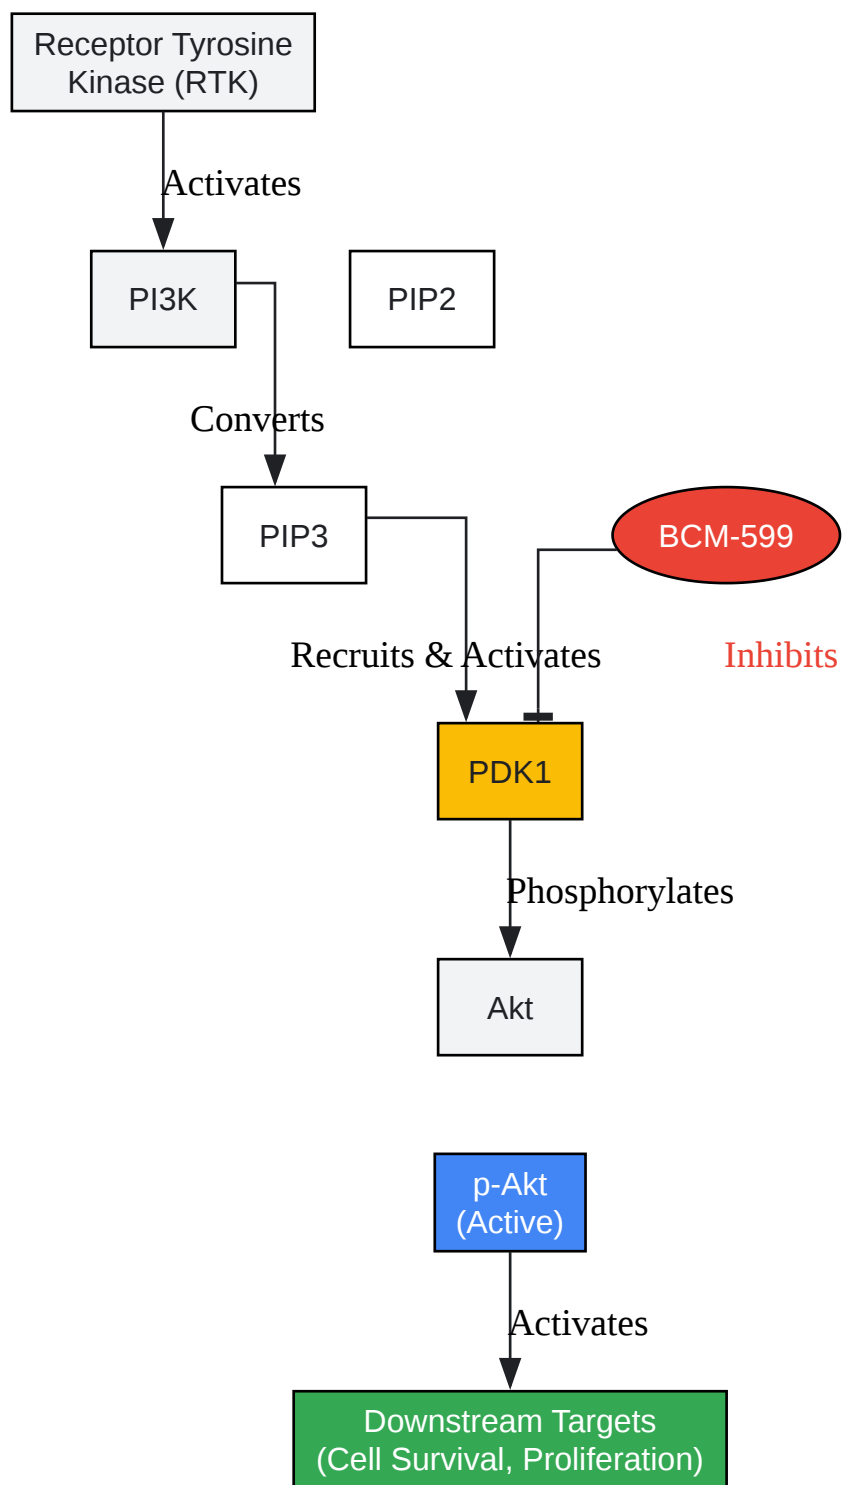 Receptor Tyrosine
Kinase (RTK)
Activates
PI3K
PIP2
Converts
PIP3
BCM-599
Recruits & Activates
Inhibits
PDK1
Phosphorylates
Akt
p-Akt
(Active)
Activates
Downstream Targets
(Cell Survival, Proliferation)